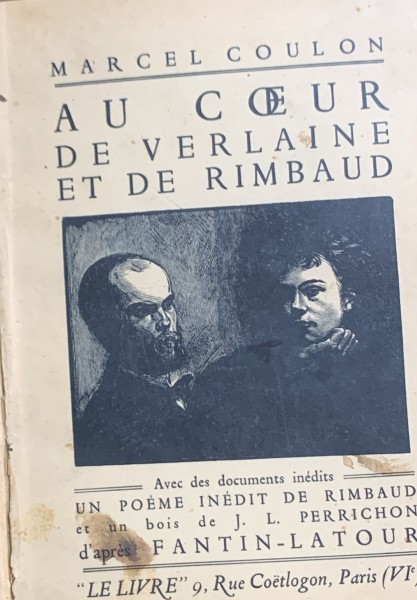 MARCEL COULON
AU CŒUR
DE VERLAINE
ET DE RIMBAUD
Avec des documents inédits
UN POÈME INÉDIT DE RIMBAUD
et un bois de J. L. PERRICHON
d'après FANTIN-LATOUR
"LE LIVRE" 9, Rue Coëtlogon, Paris (VIe)